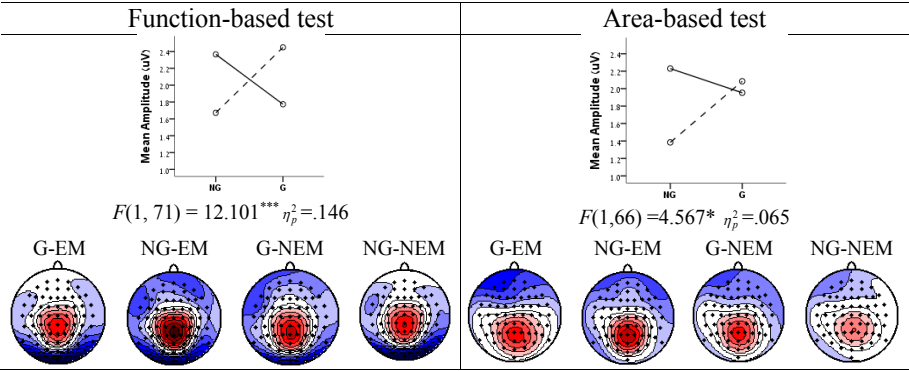 Function-based test
Area-based test
Mean Amplitude (uV)
2.4
2.2
2.0
1.8
1.6
1.4
1.2
1.0
NG G
F(1, 71) = 12.101*** η²p =.146
Mean Amplitude (uV)
2.4
2.2
2.0
1.8
1.6
1.4
1.2
1.0
NG G
F(1,66) =4.567* η²p =.065
G-EM NG-EM G-NEM NG-NEM
G-EM NG-EM G-NEM NG-NEM